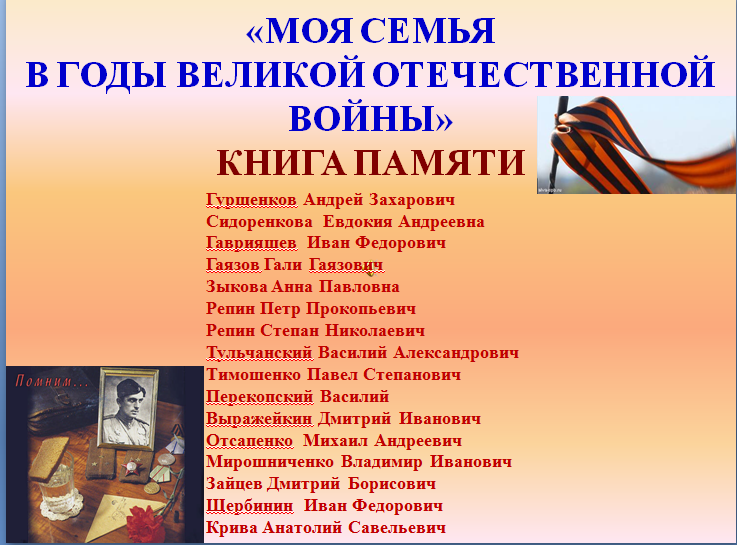 «МОЯ СЕМЬЯ
В ГОДЫ ВЕЛИКОЙ ОТЕЧЕСТВЕННОЙ
ВОЙНЫ»
КНИГА ПАМЯТИ
Гуршенков Андрей Захарович
Сидоренкова Евдокия Андреевна
Гаврияшев Иван Федорович
Гаязов Гали Гаязович
Зыкова Анна Павловна
Репин Петр Прокопьевич
Репин Степан Николаевич
Тульчанский Василий Александрович
Тимошенко Павел Степанович
Перекопский Василий
Выражейкин Дмитрий Иванович
Отсапенко Михаил Андреевич
Мирошниченко Владимир Иванович
Зайцев Дмитрий Борисович
Щербинин Иван Федорович
Крива Анатолий Савельевич
Помним...